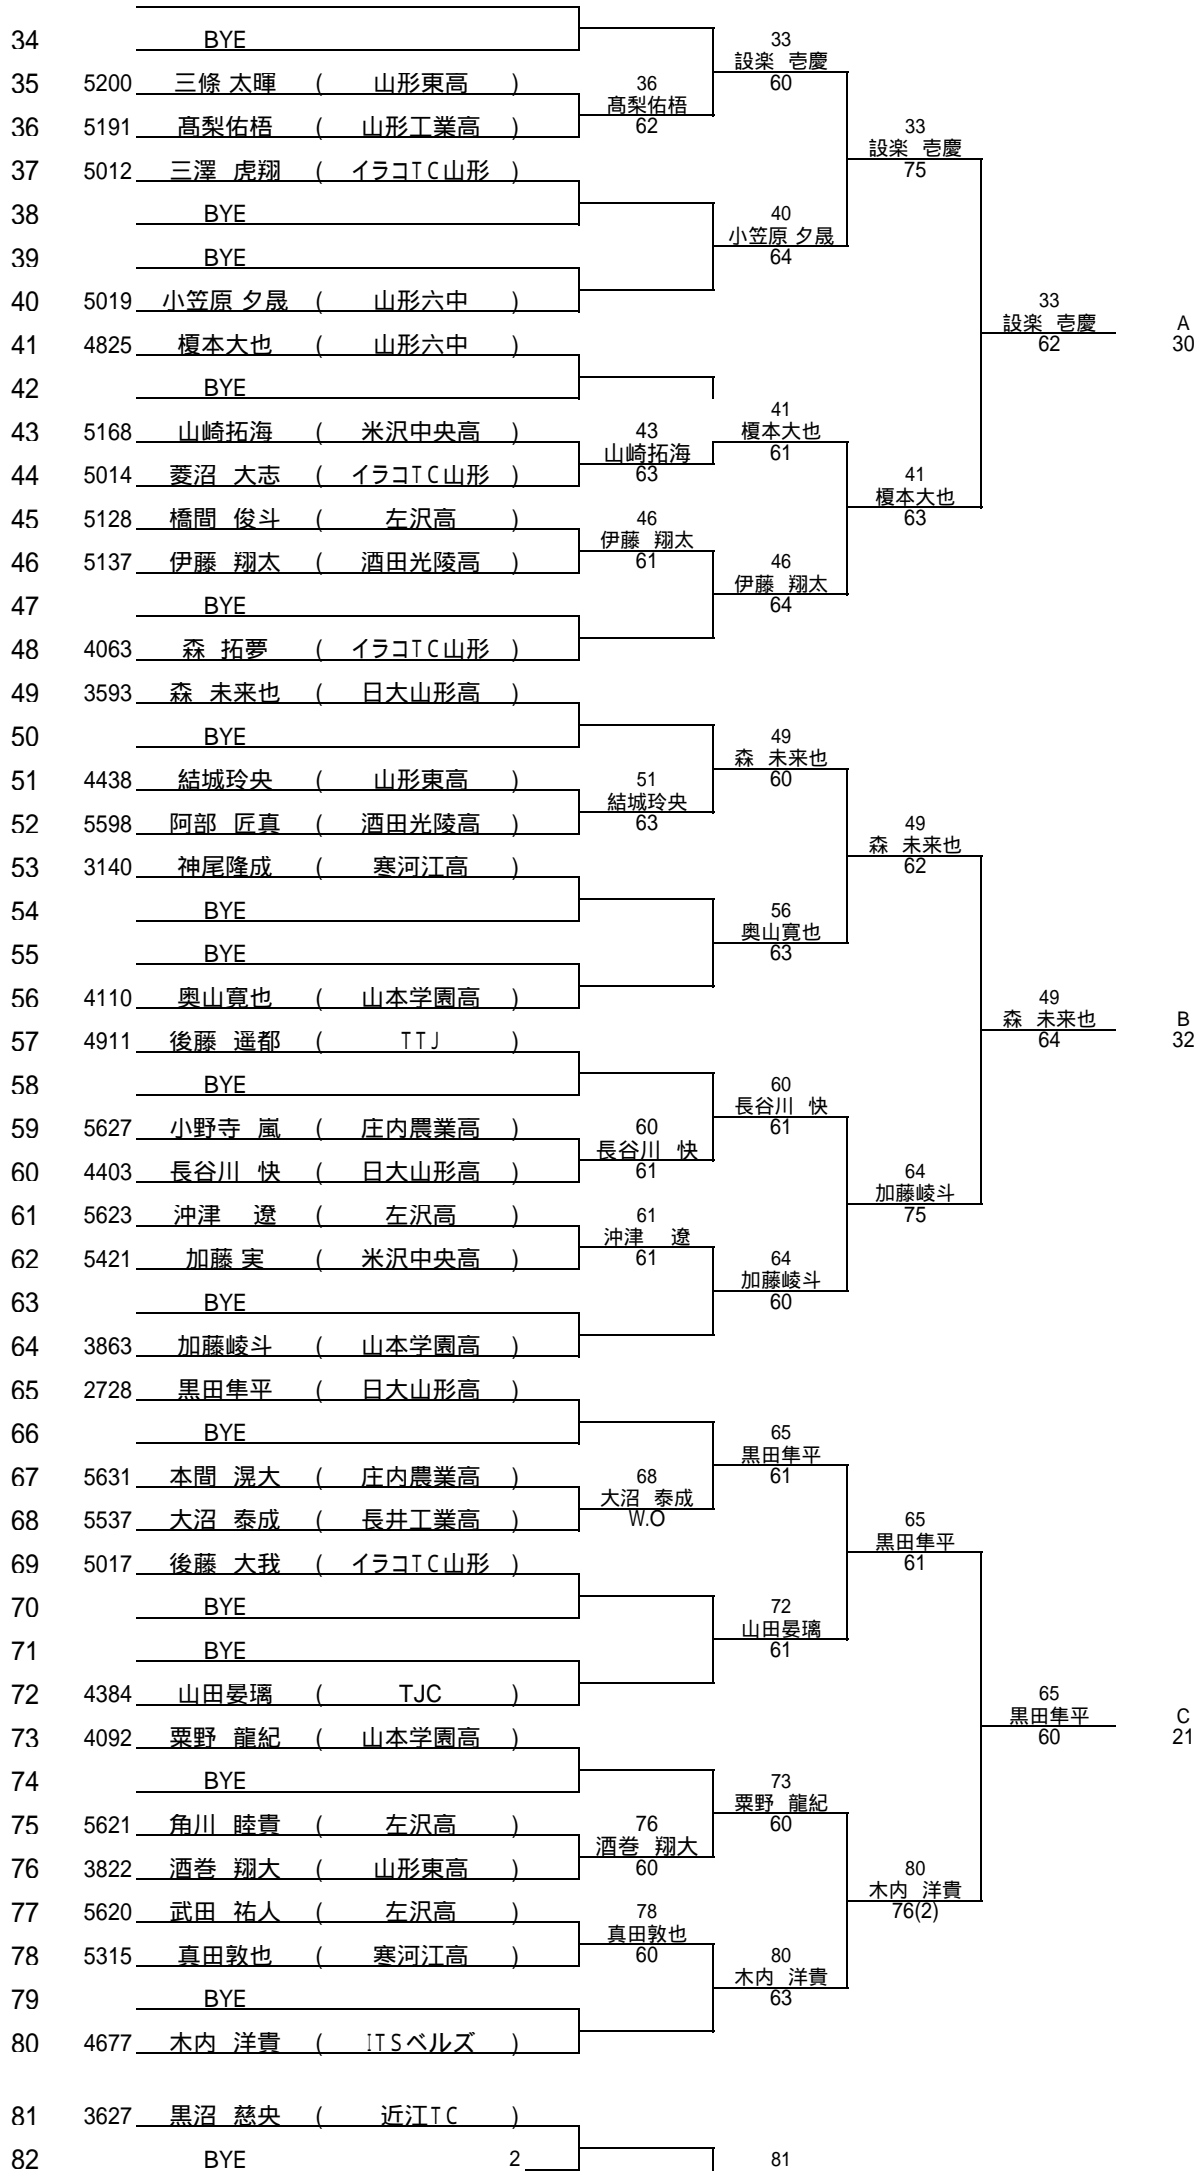 34 BYE
33
設楽 壱慶
60
35 5200 三條 太暉 ( 山形東高 )
36
髙梨佑梧
62
36 5191 髙梨佑梧 ( 山形工業高 )
33
設楽 壱慶
75
37 5012 三澤 虎翔 ( イラコTC山形 )
38 BYE
40
小笠原 夕晟
64
39 BYE
40 5019 小笠原 夕晟 ( 山形六中 )
33
設楽 壱慶
62
A
30
41 4825 榎本大也 ( 山形六中 )
42 BYE
41
榎本大也
61
43 5168 山崎拓海 ( 米沢中央高 )
43
山崎拓海
63
44 5014 菱沼 大志 ( イラコTC山形 )
41
榎本大也
63
45 5128 橋間 俊斗 ( 左沢高 )
46
伊藤 翔太
61
46 5137 伊藤 翔太 ( 酒田光陵高 )
46
伊藤 翔太
64
47 BYE
48 4063 森 拓夢 ( イラコTC山形 )
49 3593 森 未来也 ( 日大山形高 )
50 BYE
49
森 未来也
60
51 4438 結城玲央 ( 山形東高 )
51
結城玲央
63
52 5598 阿部 匠真 ( 酒田光陵高 )
49
森 未来也
62
53 3140 神尾隆成 ( 寒河江高 )
54 BYE
56
奥山寛也
63
55 BYE
56 4110 奥山寛也 ( 山本学園高 )
49
森 未来也
64
B
32
57 4911 後藤 遥都 ( TTJ )
58 BYE
60
長谷川 快
61
59 5627 小野寺 嵐 ( 庄内農業高 )
60
長谷川 快
61
60 4403 長谷川 快 ( 日大山形高 )
64
加藤崚斗
75
61 5623 沖津 遼 ( 左沢高 )
61
沖津 遼
61
62 5421 加藤 実 ( 米沢中央高 )
64
加藤崚斗
60
63 BYE
64 3863 加藤崚斗 ( 山本学園高 )
65 2728 黒田隼平 ( 日大山形高 )
66 BYE
65
黒田隼平
61
67 5631 本間 滉大 ( 庄内農業高 )
68
大沼 泰成
W.O
68 5537 大沼 泰成 ( 長井工業高 )
65
黒田隼平
61
69 5017 後藤 大我 ( イラコTC山形 )
70 BYE
72
山田晏璃
61
71 BYE
72 4384 山田晏璃 ( TJC )
65
黒田隼平
60
C
21
73 4092 粟野 龍紀 ( 山本学園高 )
74 BYE
73
粟野 龍紀
60
75 5621 角川 睦貴 ( 左沢高 )
76
酒巻 翔大
60
76 3822 酒巻 翔大 ( 山形東高 )
80
木内 洋貴
76(2)
77 5620 武田 祐人 ( 左沢高 )
78
真田敦也
60
78 5315 真田敦也 ( 寒河江高 )
80
木内 洋貴
63
79 BYE
80 4677 木内 洋貴 ( ITSベルズ )
81 3627 黒沼 慈央 ( 近江TC )
82 BYE 2 81